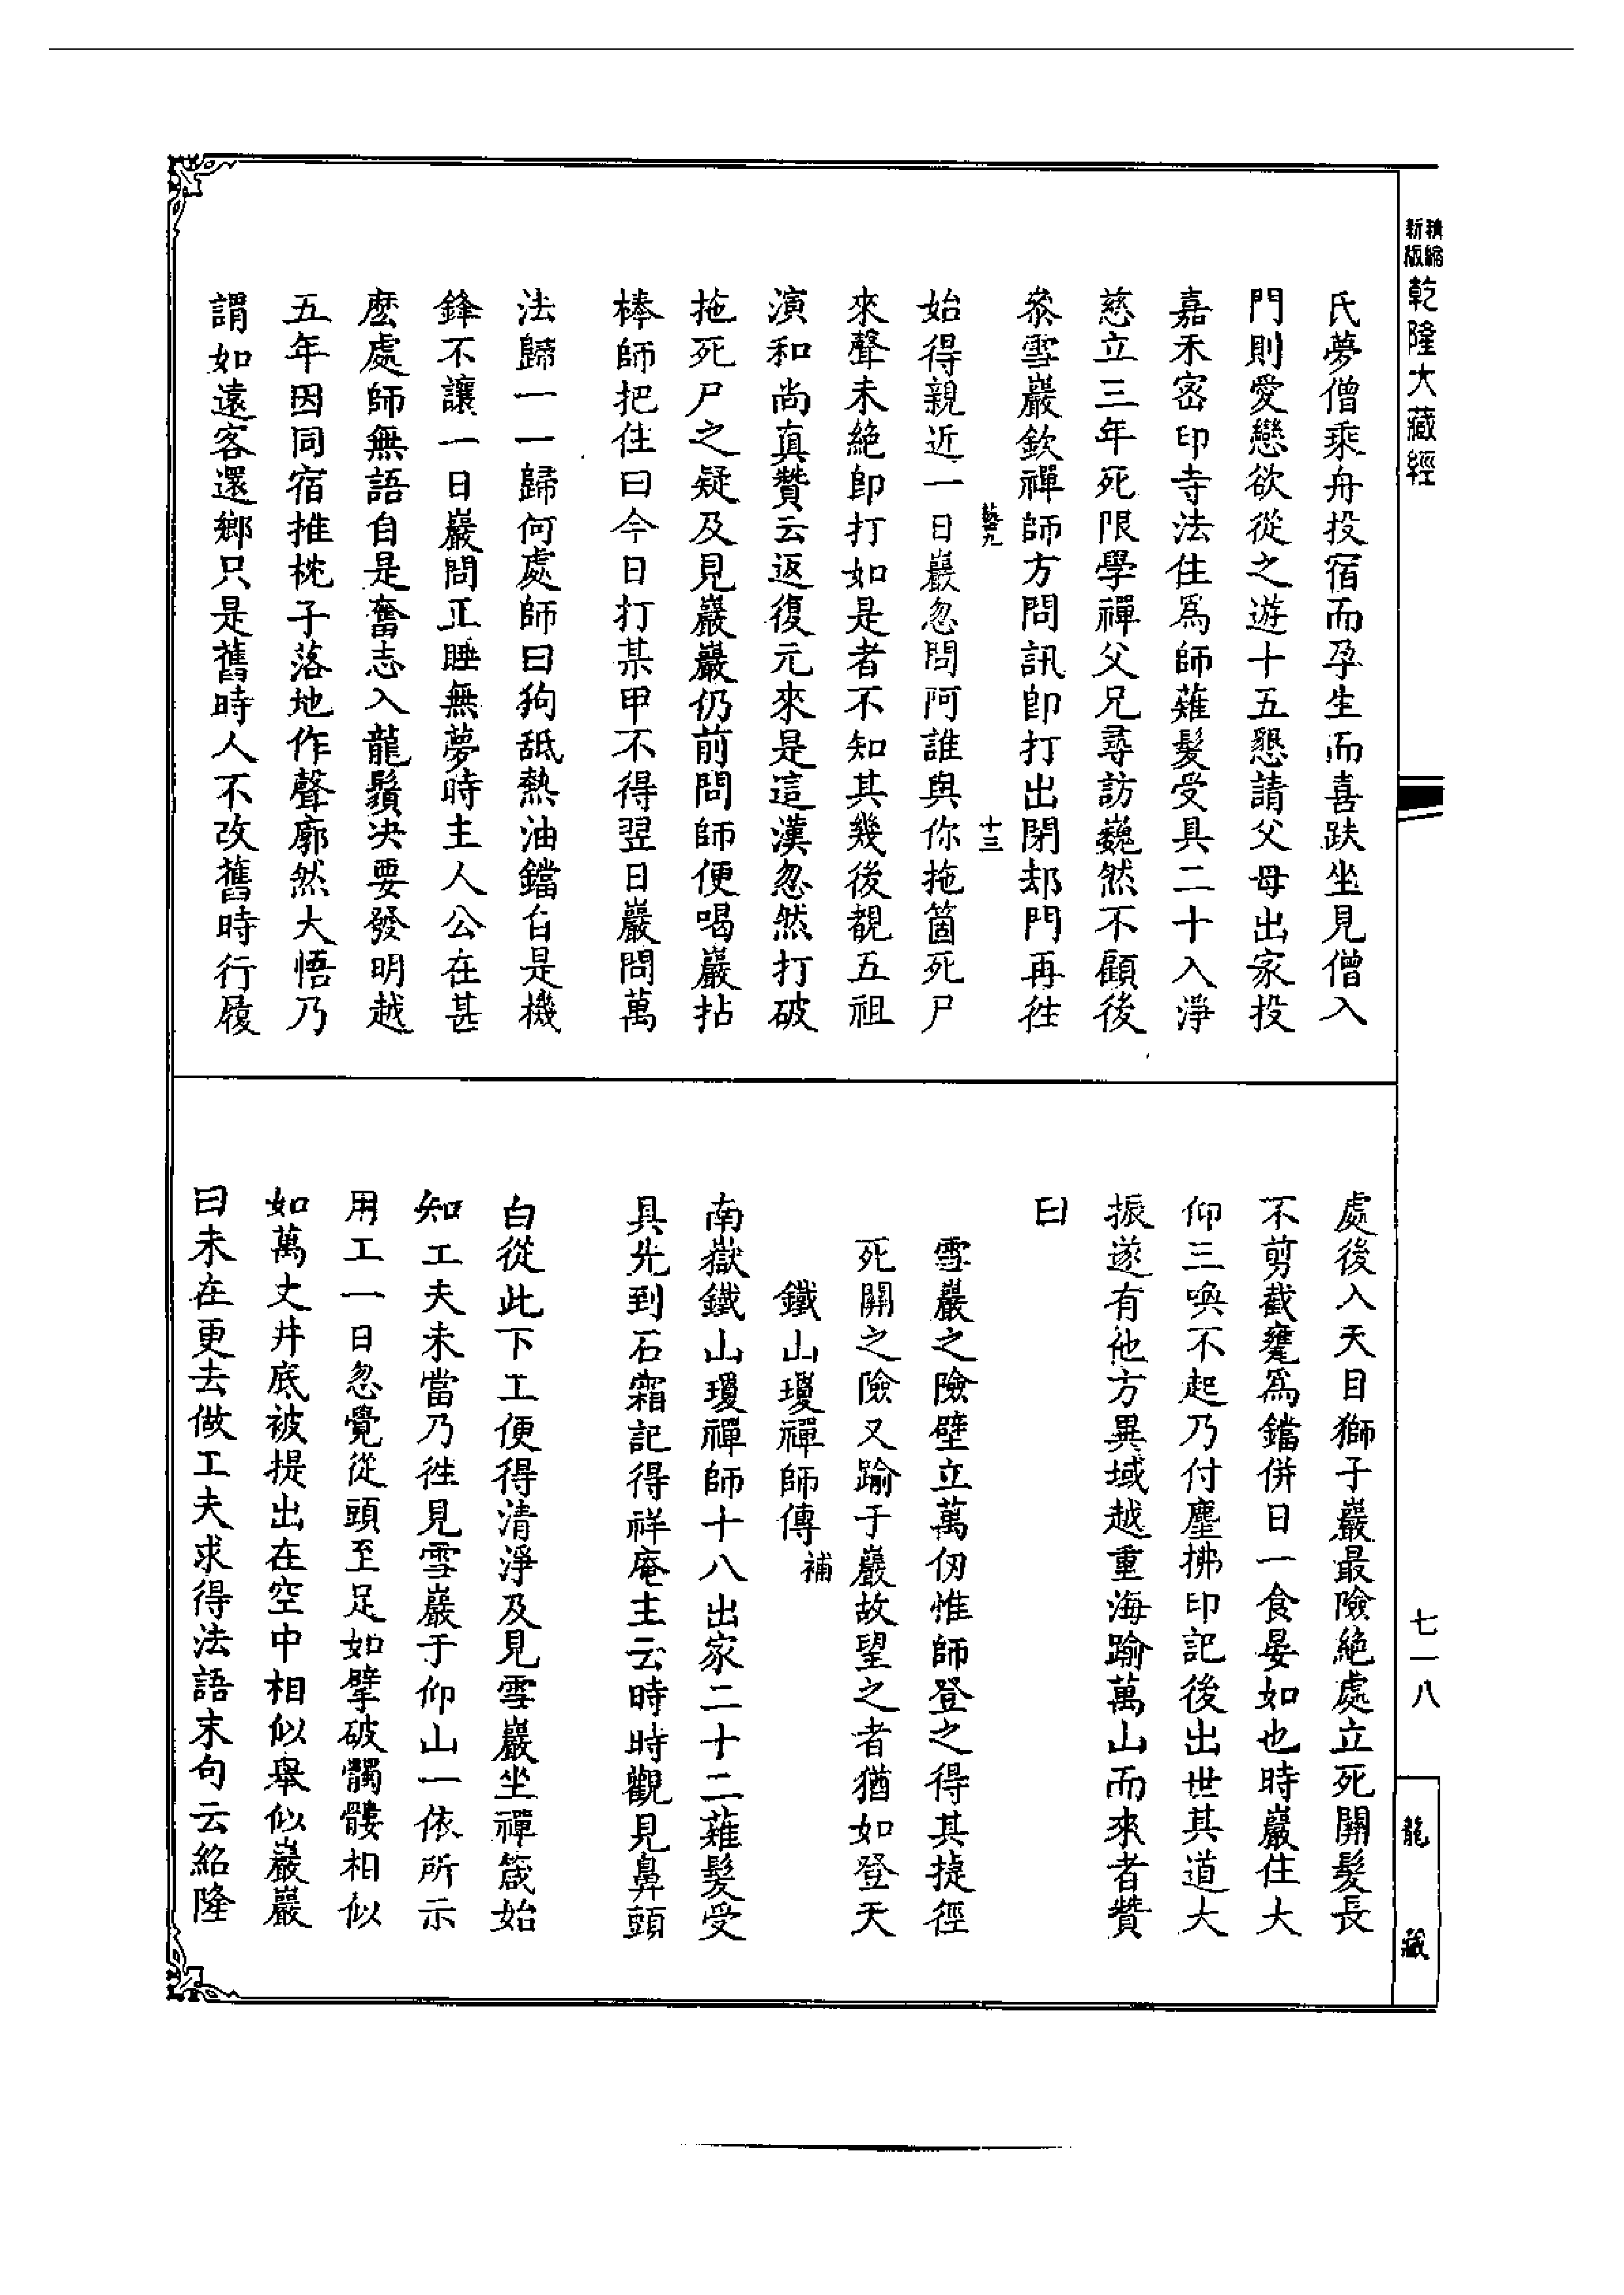 精縮新版乾隆大藏經
氏夢僧乘舟投宿而孕生而喜趺坐見僧入
門則愛戀欲從之遊十五懇請父母出家投
嘉禾密印寺法住爲師薙髮受具二十入淨
慈立三年死限學禪父兄尋訪巍然不顧後
叅雪巖欽禪師方問訊卽打出閉却門再徃
藝九 十三
始得親近一日巖忽問阿誰與你拖箇死尸
來聲未絶卽打如是者不知其幾後覩五祖
演和尚真贊云返復元來是這漢忽然打破
拖死尸之疑及見巖巖仍前問師便喝巖拈
棒師把住曰今日打某甲不得翌日巖問萬
法歸一一歸何處師曰狗舐熱油鐺自是機
鋒不讓一日巖問正睡無夢時主人公在甚
麽處師無語自是奮志入龍鬚決要發明越
五年因同宿推枕子落地作聲廓然大悟乃
謂如遠客還鄉只是舊時人不改舊時行履
處後入天目獅子巖最險絶處立死關髮長
不剪截甕爲鐺併日一食晏如也時巖住大
仰三喚不起乃付麈拂印記後出世其道大
振遂有他方異域越重海踰萬山而來者贊
曰
雪巖之險壁立萬仞惟師登之得其捷徑
死關之險又踰于巖故望之者猶如登天
鐵山瓊禪師傳補
南嶽鐵山瓊禪師十八出家二十二薙髮受
具先到石霜記得祥庵主云時時觀見鼻頭
白從此下工便得清淨及見雪巖坐禪箴始
知工夫未當乃徃見雪巖于仰山一依所示
用工一日忽覺從頭至足如擘破髑髏相似
如萬丈井底被提出在空中相似舉似巖巖
曰未在更去做工夫求得法語末句云紹隆
七一八
龍藏